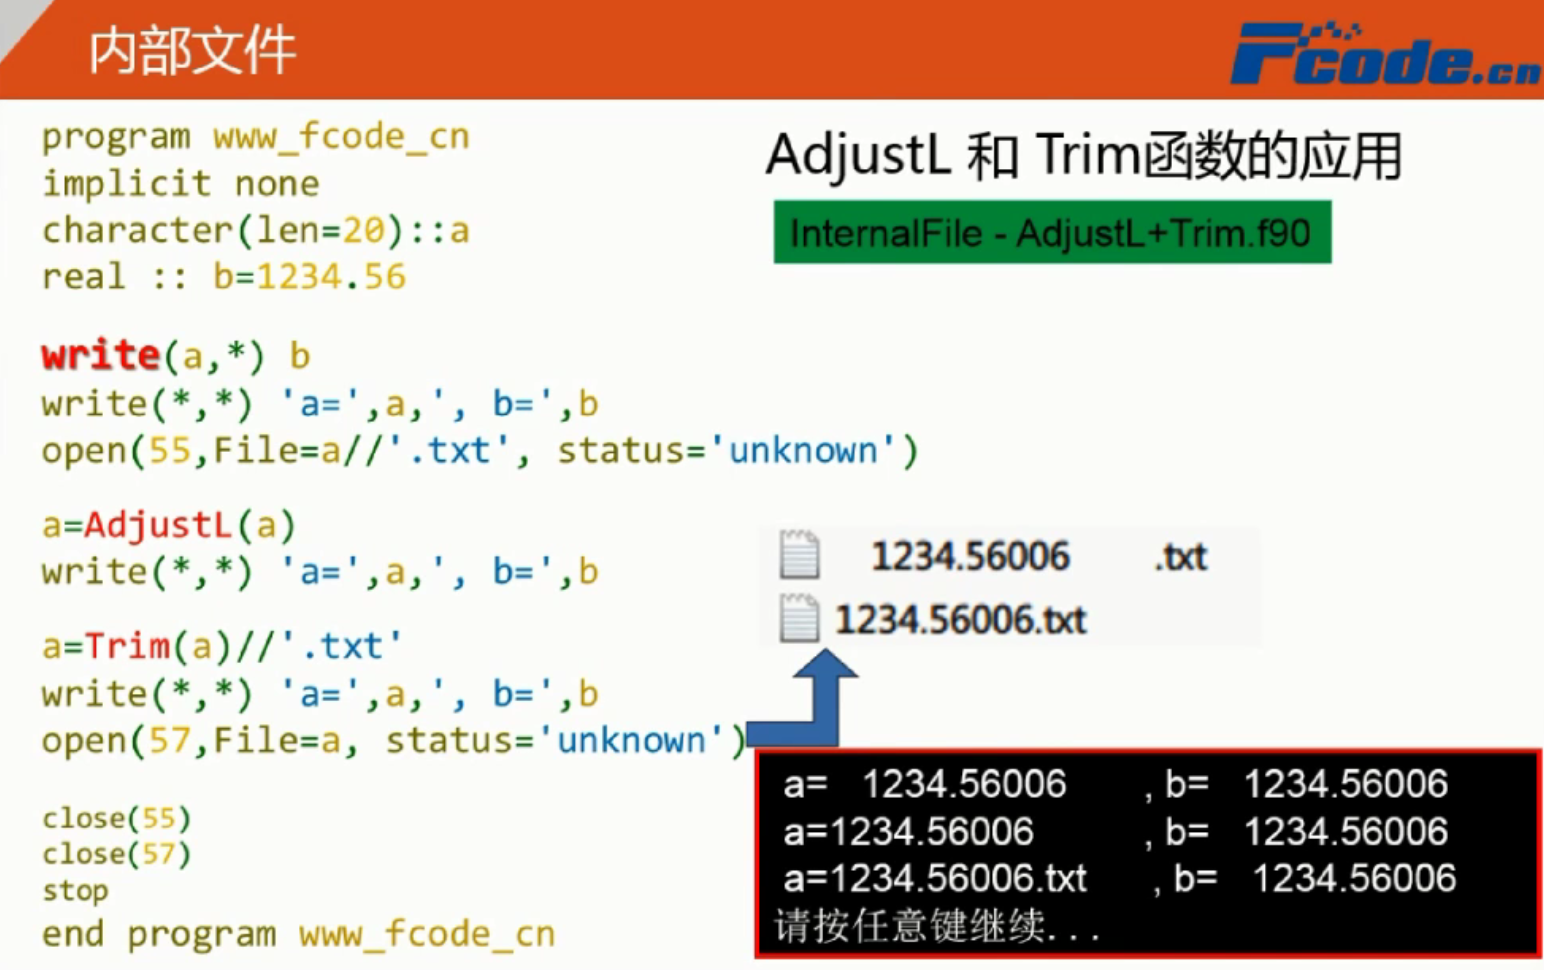 内部文件
Fcode.cn
program www_fcode_cn
implicit none
character(len=20)::a
real :: b=1234.56
write(a,*) b
write(*,*) 'a=',a,', b=',b
open(55,File=a//'.txt', status='unknown')
a=AdjustL(a)
write(*,*) 'a=',a,', b=',b
a=Trim(a)//'.txt'
write(*,*) 'a=',a,', b=',b
open(57,File=a, status='unknown')
close(55)
close(57)
stop
end program www_fcode_cn
AdjustL 和 Trim函数的应用
InternalFile - AdjustL+Trim.f90
1234.56006 .txt
1234.56006.txt
a= 1234.56006 , b= 1234.56006
a=1234.56006 , b= 1234.56006
a=1234.56006.txt , b= 1234.56006
请按任意键继续...